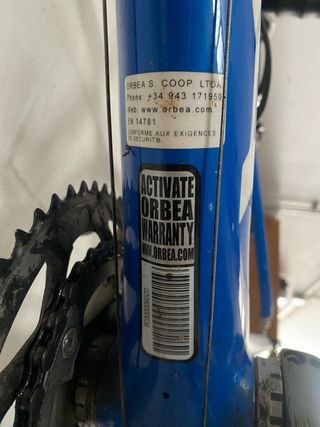 ORBEA S. COOP. LTDA
Phone: +34 943 171950
Web: www.orbea.com
EN 14781
CONFORME AUX EXIGENCES
DE SECURITÉ
ACTIVATE
ORBEA
WARRANTY
WWW.ORBEA.COM